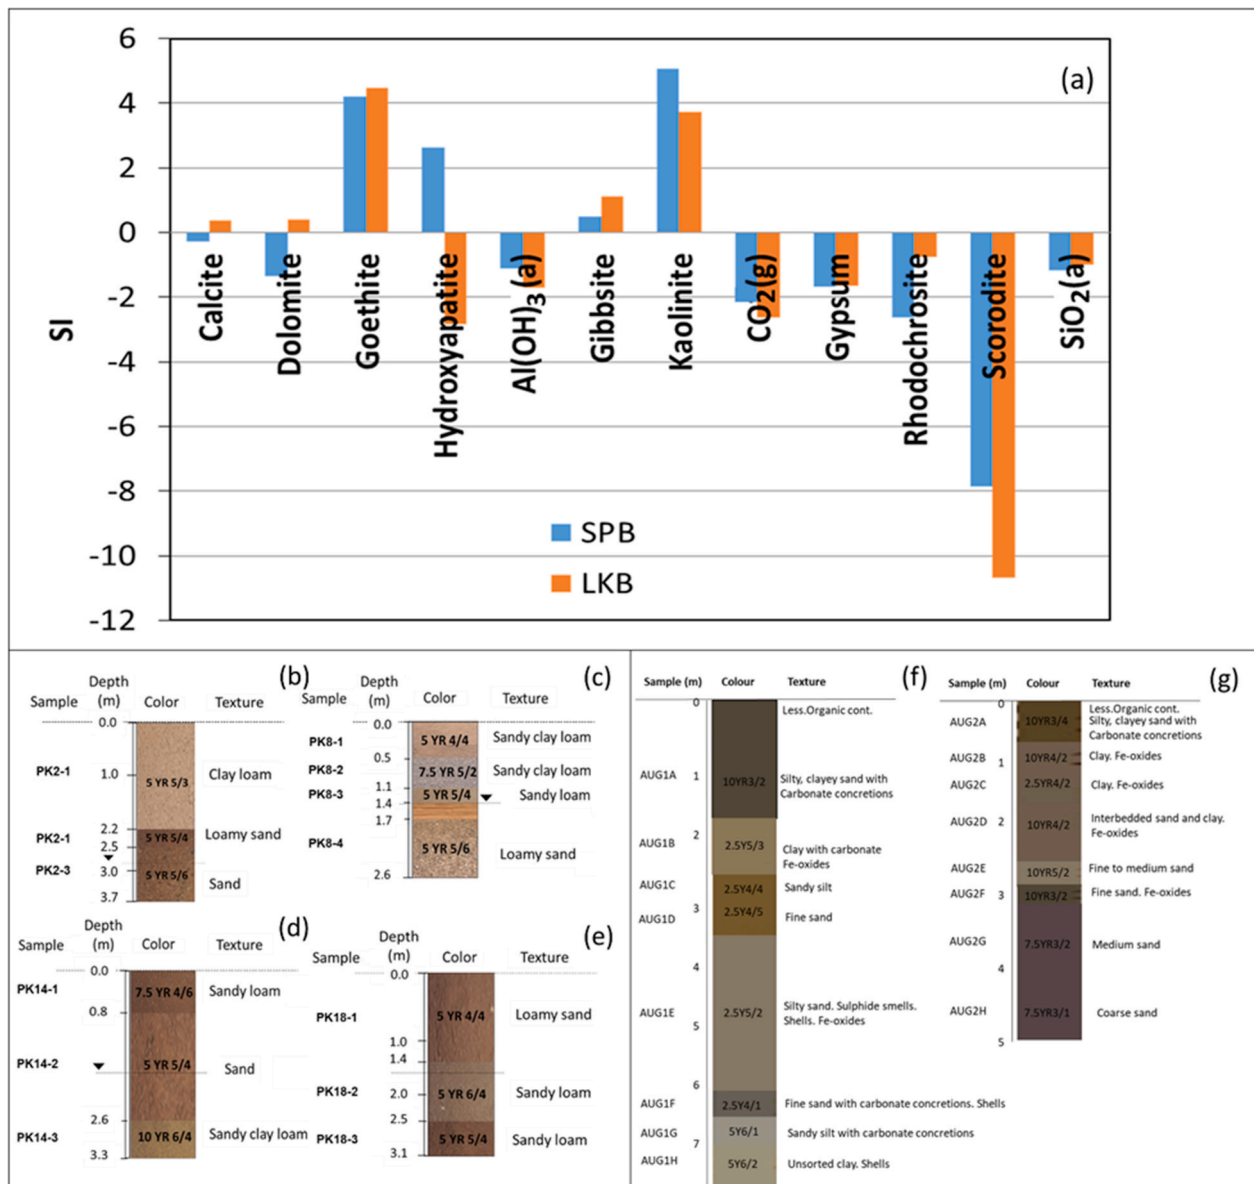 (a)
6
4
2
0
-2
-4
-6
-8
-10
-12
SI
Calcite
Dolomite
Goethite
Hydroxyapatite
Al(OH)3 (a)
Gibbsite
Kaolinite
CO2(g)
Gypsum
Rhodochrosite
Scorodite
SiO2(a)
SPB
LKB
(b)
Sample Depth (m) Color Texture
0.0
PK2-1 1.0 5 YR 5/3 Clay loam
2.2
PK2-1 5 YR 5/4 Loamy sand
2.5
PK2-3 3.0 5 YR 5/6 Sand
3.7
(c)
Sample Depth (m) Color Texture
0.0
PK8-1 5 YR 4/4 Sandy clay loam
0.5
PK8-2 7.5 YR 5/2 Sandy clay loam
1.1
PK8-3 5 YR 5/4 Sandy loam
1.4
1.7
PK8-4 5 YR 5/6 Loamy sand
2.6
(d)
Sample Depth (m) Color Texture
0.0
PK14-1 7.5 YR 4/6 Sandy loam
0.8
PK14-2 5 YR 5/4 Sand
2.6
PK14-3 10 YR 6/4 Sandy clay loam
3.3
(e)
Sample Depth (m) Color Texture
0.0
PK18-1 5 YR 4/4 Loamy sand
1.0
1.4
PK18-2 2.0 5 YR 6/4 Sandy loam
2.5
PK18-3 5 YR 5/4 Sandy loam
3.1
(f)
Sample (m) Colour Texture
0
Less.Organic cont.
AUG1A 1 10YR3/2 Silty, clayey sand with
Carbonate concretions
2
AUG1B 2.5Y5/3 Clay with carbonate
Fe-oxides
AUG1C 2.5Y4/4 Sandy silt
3
AUG1D 2.5Y4/5 Fine sand
4
AUG1E 2.5Y5/2 Silty sand. Sulphide smells.
5 Shells. Fe-oxides
6
AUG1F 2.5Y4/1 Fine sand with carbonate concretions. Shells
AUG1G 5Y6/1 Sandy silt with carbonate concretions
7
AUG1H 5Y6/2 Unsorted clay. Shells
(g)
Sample (m) Colour Texture
0
Less.Organic cont.
AUG2A 10YR3/4 Silty, clayey sand with
Carbonate concretions
AUG2B 10YR4/2 Clay. Fe-oxides
1
AUG2C 2.5YR4/2 Clay. Fe-oxides
AUG2D 2 10YR4/2 Interbedded sand and clay.
Fe-oxides
AUG2E 10YR5/2 Fine to medium sand
AUG2F 3 10YR3/2 Fine sand. Fe-oxides
AUG2G 7.5YR3/2 Medium sand
4
AUG2H 7.5YR3/1 Coarse sand
5